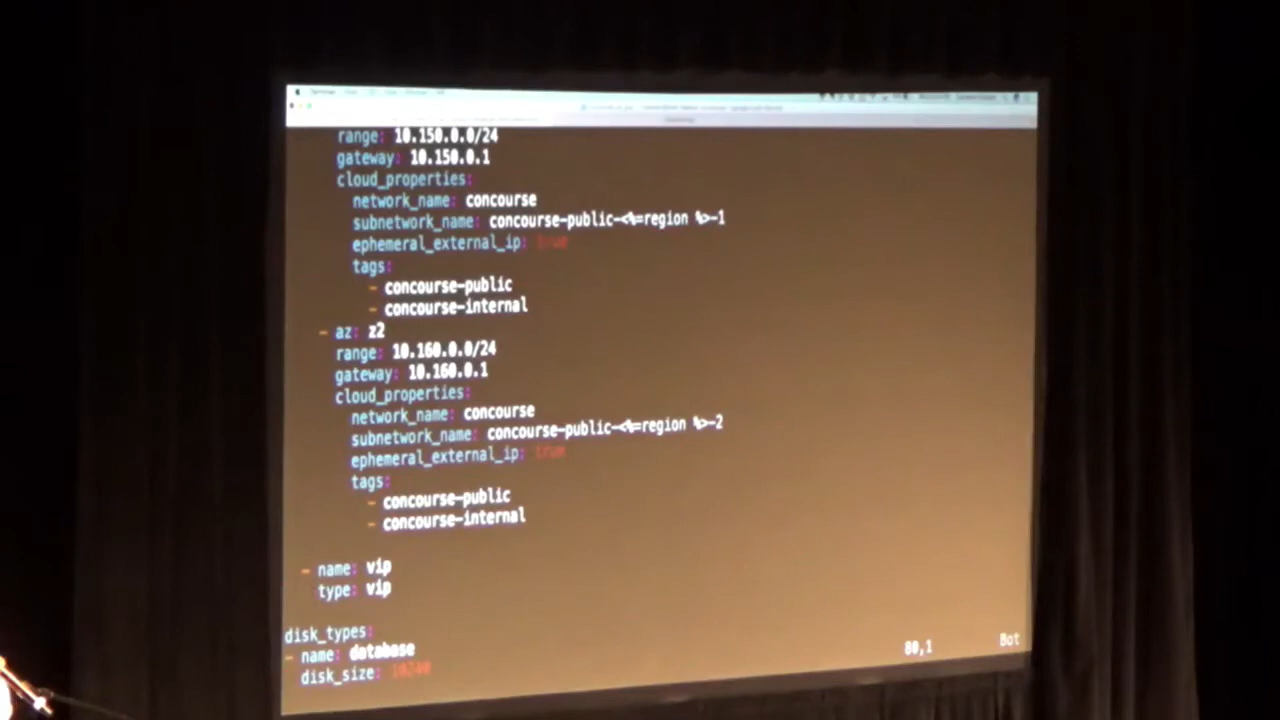 range: 10.150.0.0/24
gateway: 10.150.0.1
cloud_properties:
network_name: concourse
subnetwork_name: concourse-public-<%=region %>-1
ephemeral_external_ip: true
tags:
- concourse-public
- concourse-internal
- az: z2
range: 10.160.0.0/24
gateway: 10.160.0.1
cloud_properties:
network_name: concourse
subnetwork_name: concourse-public-<%=region %>-2
ephemeral_external_ip: true
tags:
- concourse-public
- concourse-internal
- name: vip
type: vip
disk_types:
- name: database
disk_size: 10240
80,1 Bot